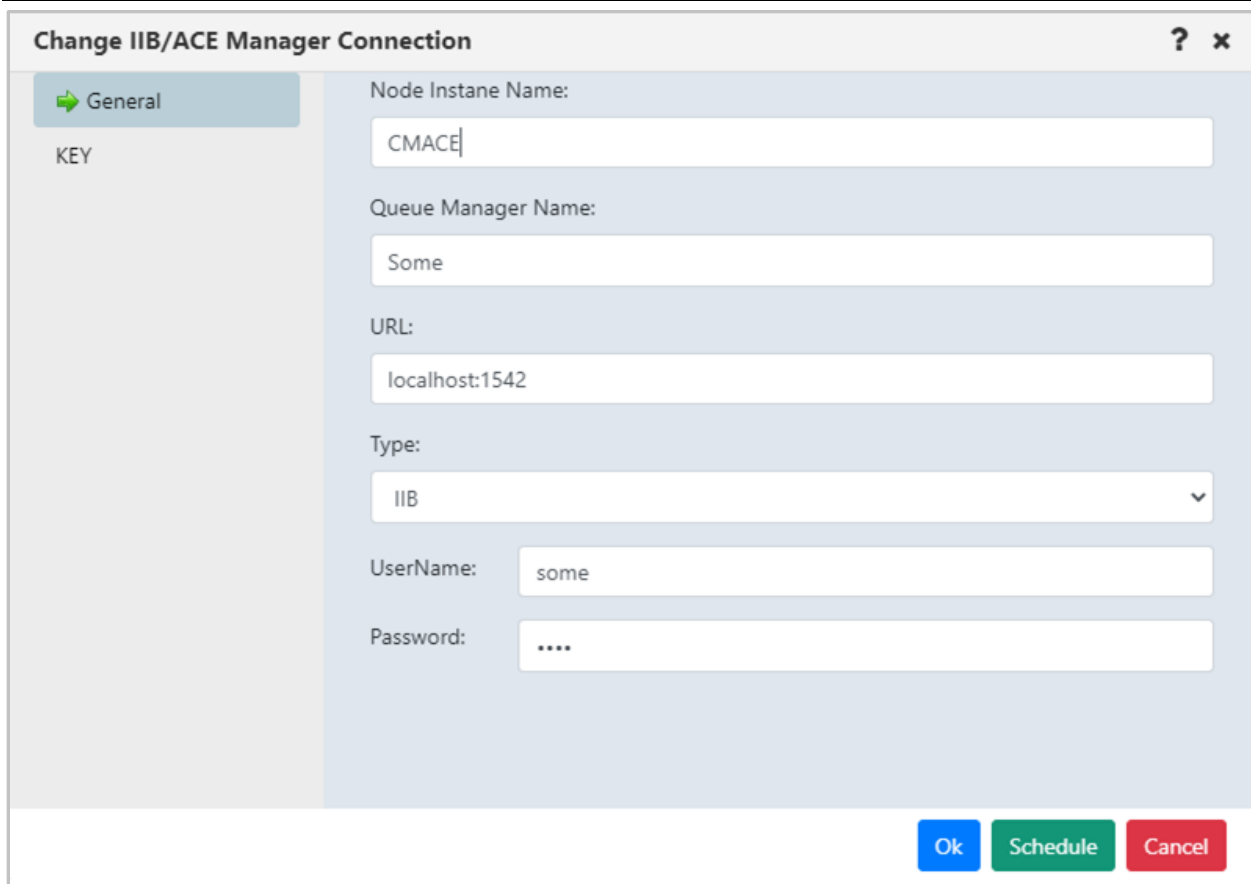 Change IIB/ACE Manager Connection ? ×
General
KEY
Node Instane Name:
CMACE
Queue Manager Name:
Some
URL:
localhost:1542
Type:
IIB
UserName: some
Password: ••••
Ok Schedule Cancel